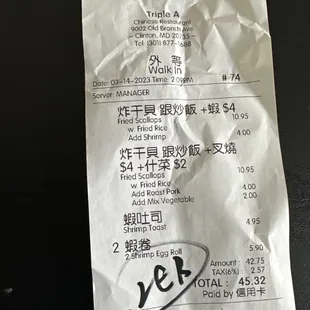 Triple A
Chinese Restaurant
9002 Old Branch Ave
Clinton, MD 20735
Tel: (301) 877-1688
外 賣
Walk In
Date: 03-14-2023 Time: 2:09PM # 74
Server: MANAGER
炸干貝 跟炒飯 +蝦 $4
Fried Scallops 10.95
w. Fried Rice
Add Shrimp 4.00
炸干貝 跟炒飯 +叉燒
$4 +什菜 $2
Fried Scallops 10.95
w. Fried Rice
Add Roast Pork 4.00
Add Mix Vegetable 2.00
蝦吐司
Shrimp Toast 4.95
2 蝦卷
2 Shrimp Egg Roll 5.90
Amount: 42.75
TAX(6%): 2.57
TOTAL: 45.32
Paid by 信用卡